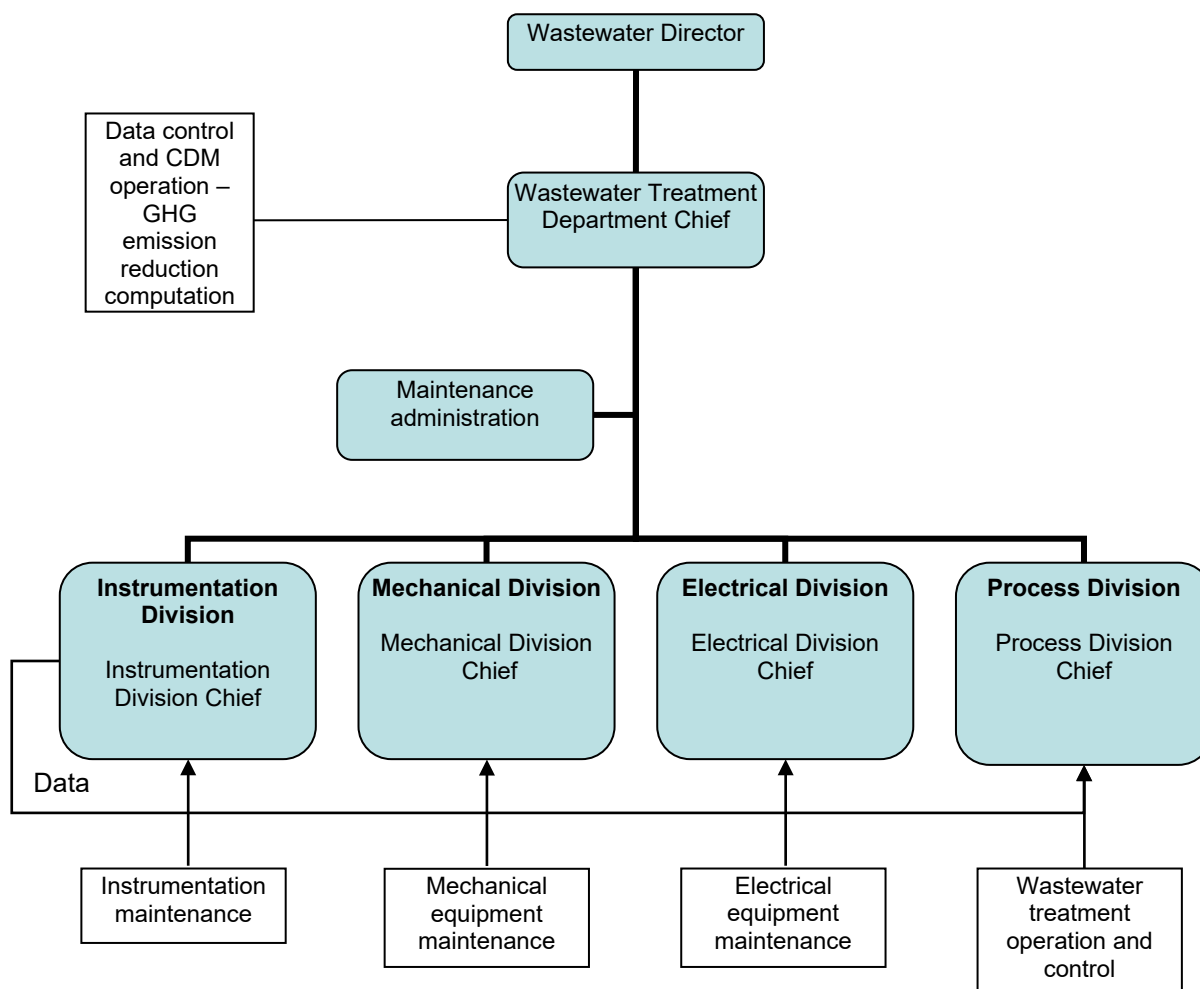 Wastewater Director
Data control
and CDM
operation –
GHG
emission
reduction
computation
Wastewater Treatment
Department Chief
Maintenance
administration
Instrumentation
Division
Instrumentation
Division Chief
Mechanical Division
Mechanical Division
Chief
Electrical Division
Electrical Division
Chief
Process Division
Process Division
Chief
Data
Instrumentation
maintenance
Mechanical
equipment
maintenance
Electrical
equipment
maintenance
Wastewater
treatment
operation and
control